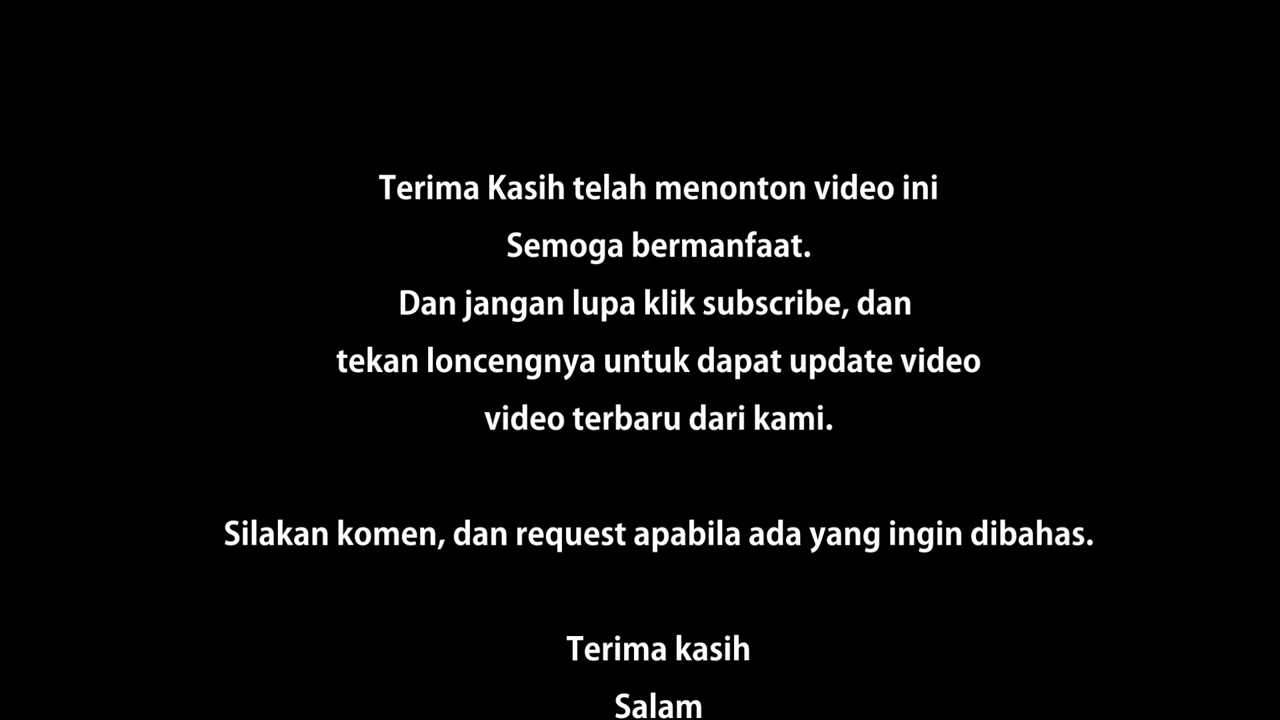 Terima Kasih telah menonton video ini
Semoga bermanfaat.
Dan jangan lupa klik subscribe, dan
tekan loncengnya untuk dapat update video
video terbaru dari kami.
Silakan komen, dan request apabila ada yang ingin dibahas.
Terima kasih
Salam